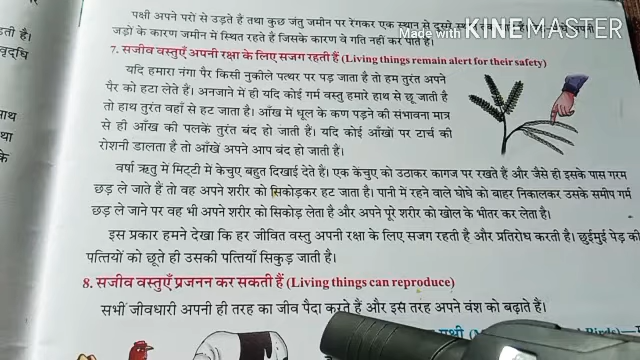 पक्षी अपने परों से उड़ते हैं तथा कुछ जंतु जमीन पर रेंगकर एक स्थान से दूसरे
Made with KINEMASTER
जड़ों के कारण जमीन में स्थित रहते हैं जिसके कारण वे गति नहीं कर पाते हैं।
7. सजीव वस्तुएँ अपनी रक्षा के लिए सजग रहती हैं (Living things remain alert for their safety)
यदि हमारा नंगा पैर किसी नुकीले पत्थर पर पड़ जाता है तो हम तुरंत अपने
पैर को हटा लेते हैं। अनजाने में ही यदि कोई गर्म वस्तु हमारे हाथ से छू जाती है
तो हाथ तुरंत वहाँ से हट जाता है। आँख में धूल के कण पड़ने की संभावना मात्र
से ही आँख की पलकें तुरंत बंद हो जाती हैं। यदि कोई आँखों पर टार्च की
रोशनी डालता है तो आँखें अपने आप बंद हो जाती हैं।
वर्षा ऋतु में मिट्टी में केंचुए बहुत दिखाई देते हैं। एक केंचुए को उठाकर कागज पर रखते हैं और जैसे ही इसके पास गरम
छड़ ले जाते हैं तो वह अपने शरीर को सिकोड़कर हट जाता है। पानी में रहने वाले घोंघे को बाहर निकालकर उसके समीप गर्म
छड़ ले जाने पर वह भी अपने शरीर को सिकोड़ लेता है और अपने पूरे शरीर को खोल के भीतर कर लेता है।
इस प्रकार हमने देखा कि हर जीवित वस्तु अपनी रक्षा के लिए सजग रहती है और प्रतिरोध करती है। छुईमुई पेड़ की
पत्तियों को छूते ही उसकी पत्तियाँ सिकुड़ जाती है।
8. सजीव वस्तुएँ प्रजनन कर सकती हैं (Living things can reproduce)
सभी जीवधारी अपनी ही तरह का जीव पैदा करते हैं और इस तरह अपने वंश को बढ़ाते हैं।